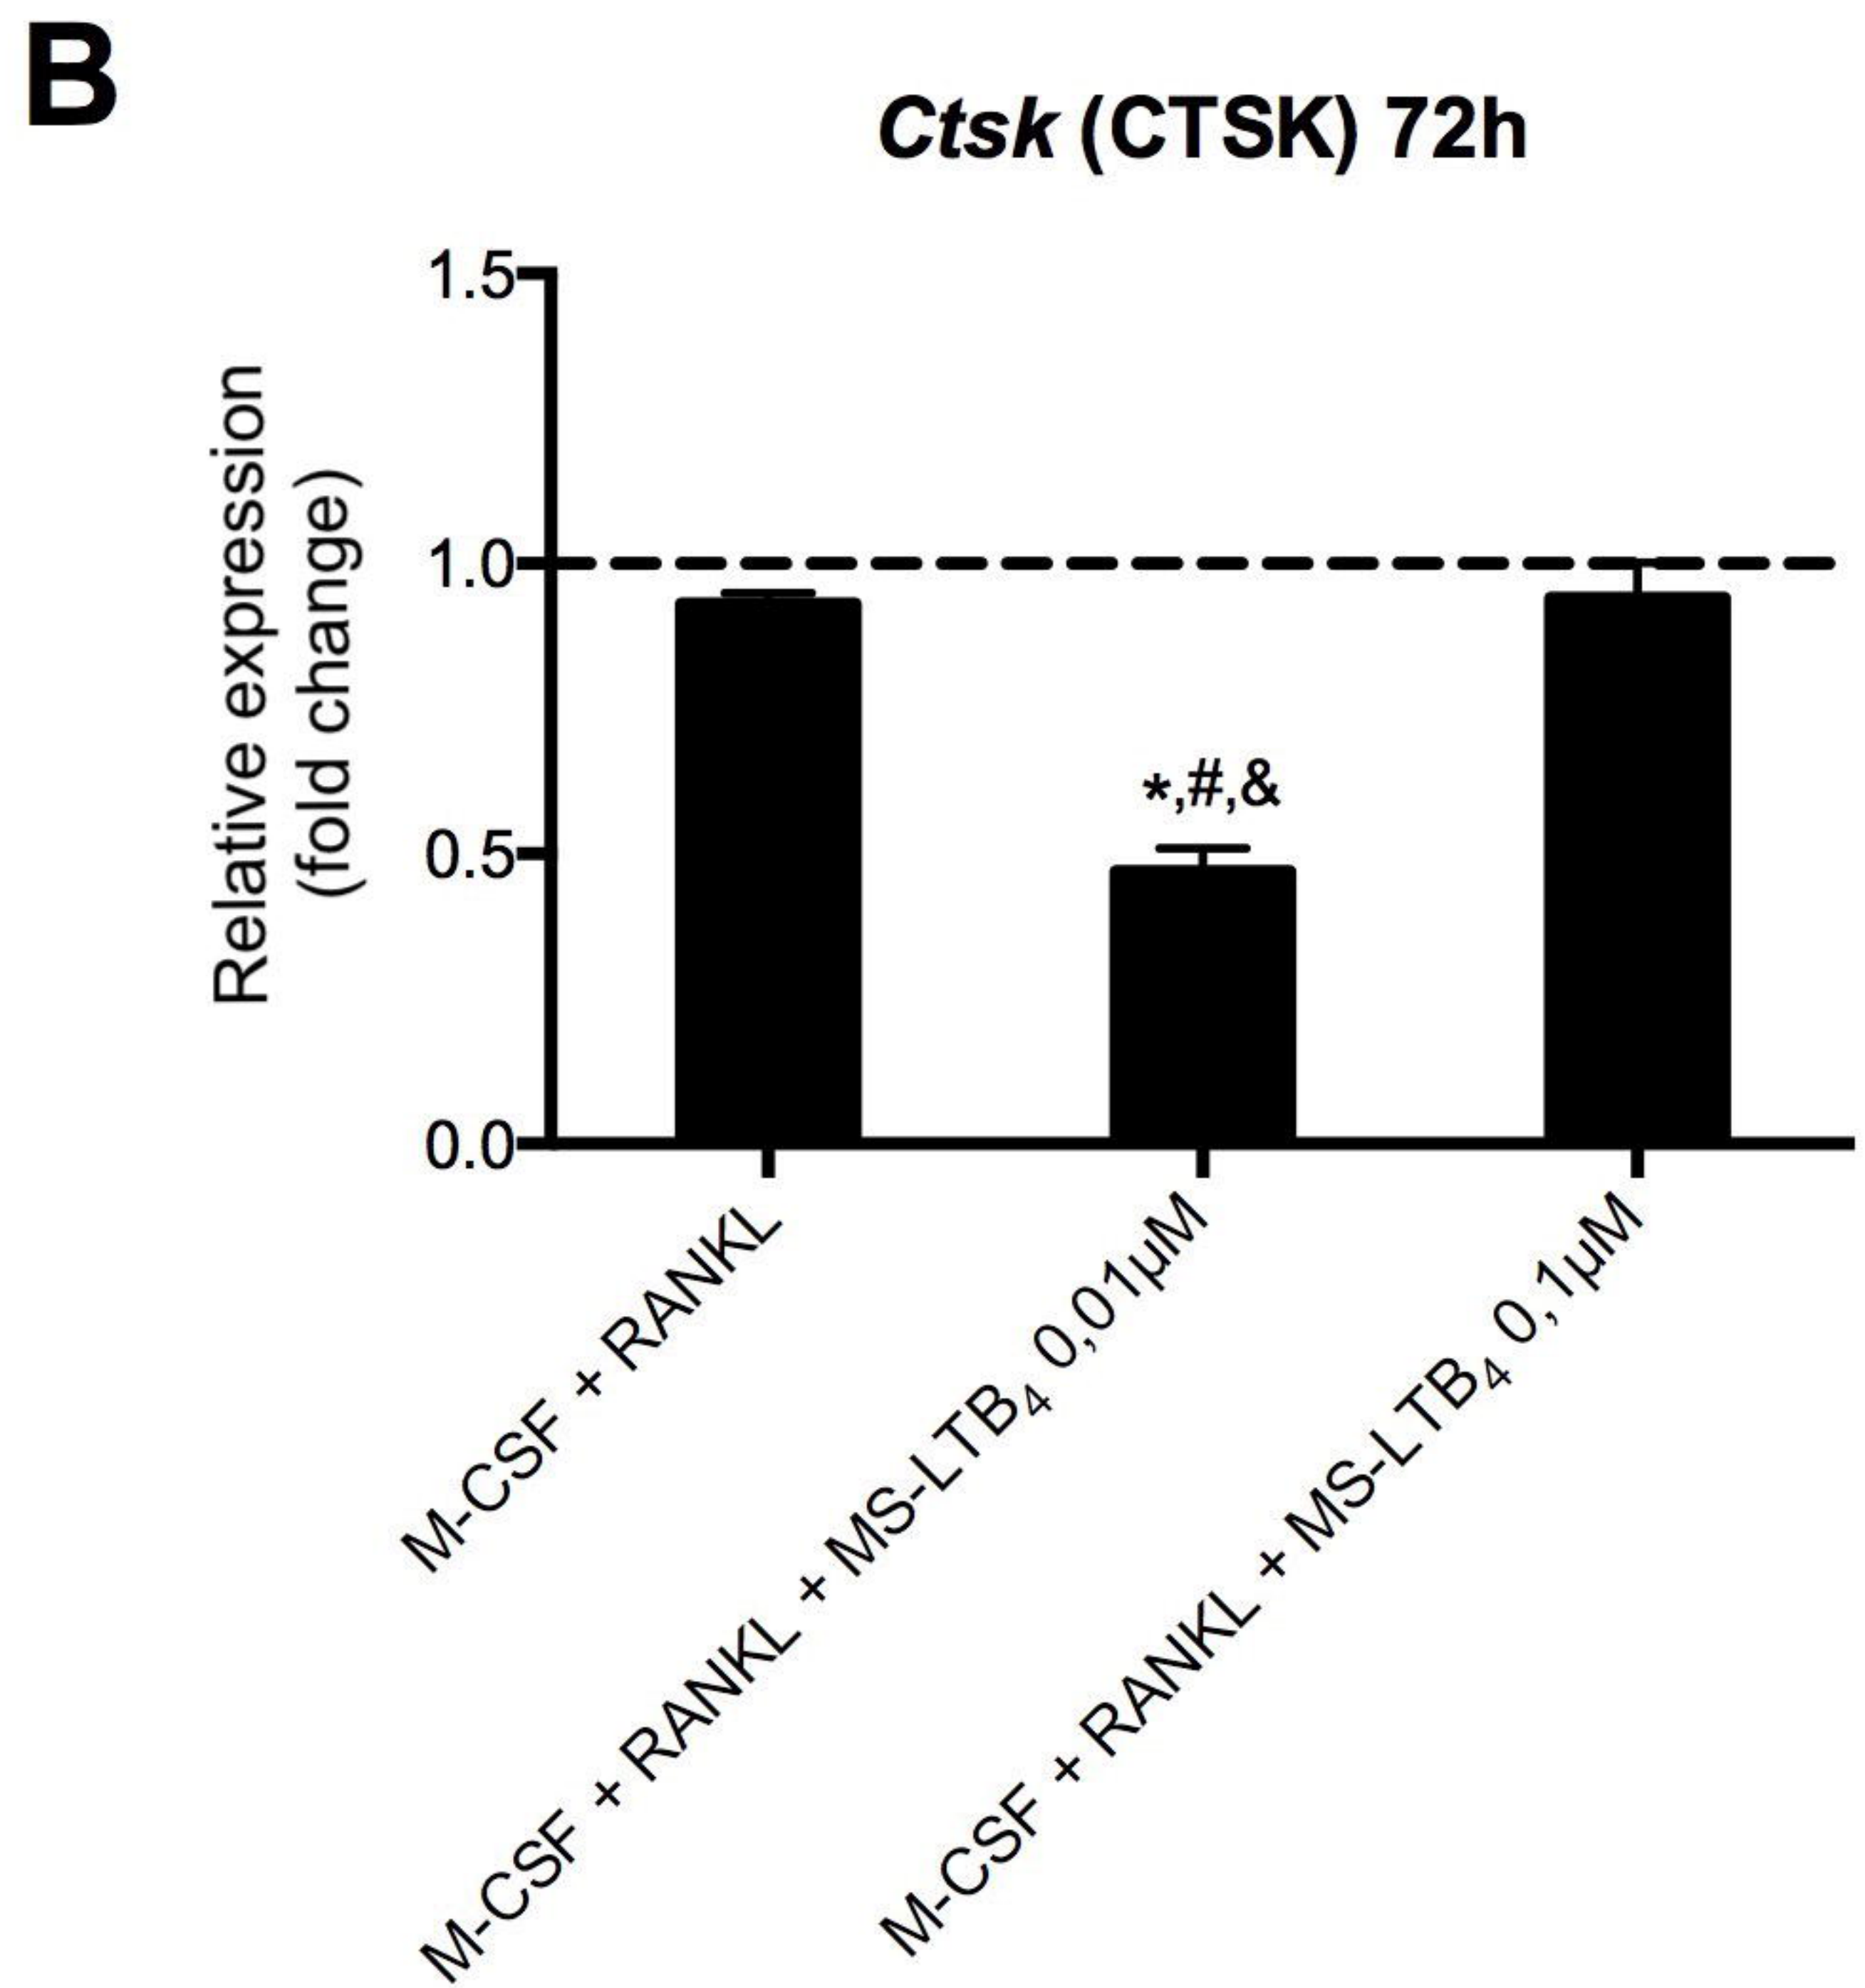 B
Ctsk (CTSK) 72h
Relative expression
(fold change)
1.5
1.0
0.5
0.0
*,#,&
M-CSF + RANKL
M-CSF + RANKL + MS-LTB₄ 0,01µM
M-CSF + RANKL + MS-LTB₄ 0,1µM